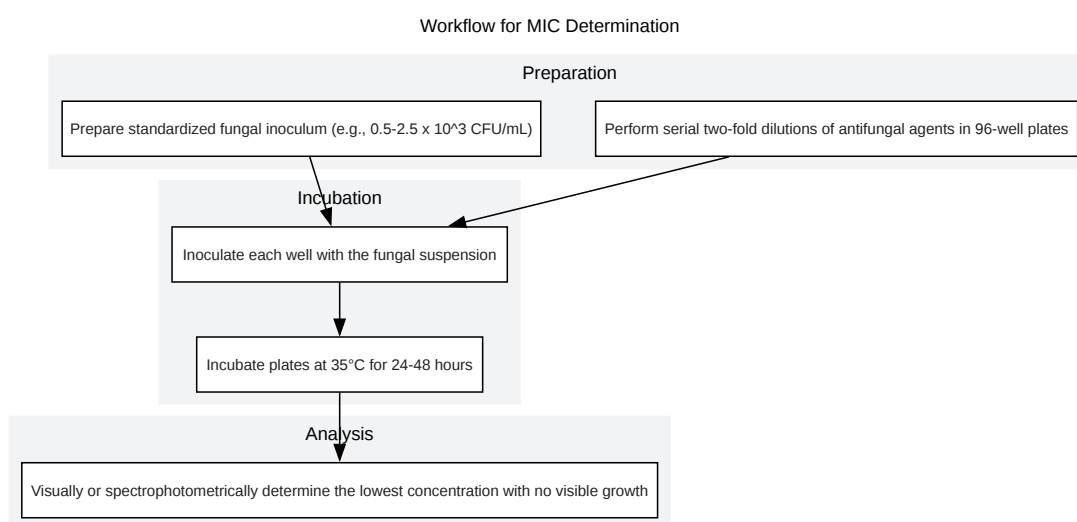 Workflow for MIC Determination
Preparation
Prepare standardized fungal inoculum (e.g., 0.5-2.5 x 10^3 CFU/mL)
Perform serial two-fold dilutions of antifungal agents in 96-well plates
Incubation
Inoculate each well with the fungal suspension
Incubate plates at 35°C for 24-48 hours
Analysis
Visually or spectrophotometrically determine the lowest concentration with no visible growth